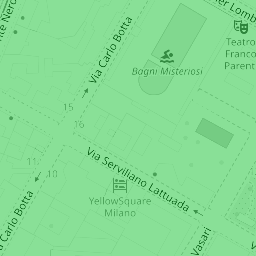 Via Carlo Botta
Teatro
Franco
Parent
Bagni Misteriosi
15
16
Via Serviliano Lattuada
11
10
YellowSquare
Milano
Carlo Botta
Vasari
V